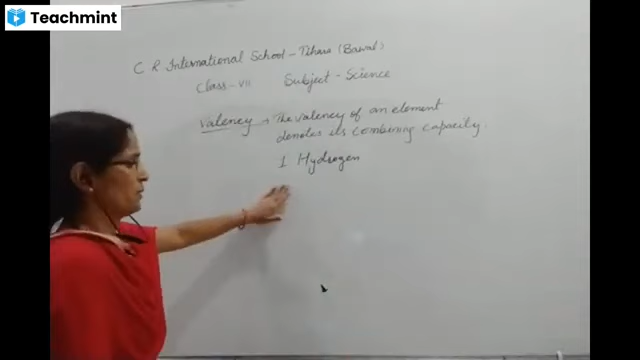 Teachmint
C R International School - Tihara (Bawal)
Class - VII Subject - Science
Valency → The valency of an element
denotes its combining capacity.
1 Hydrogen